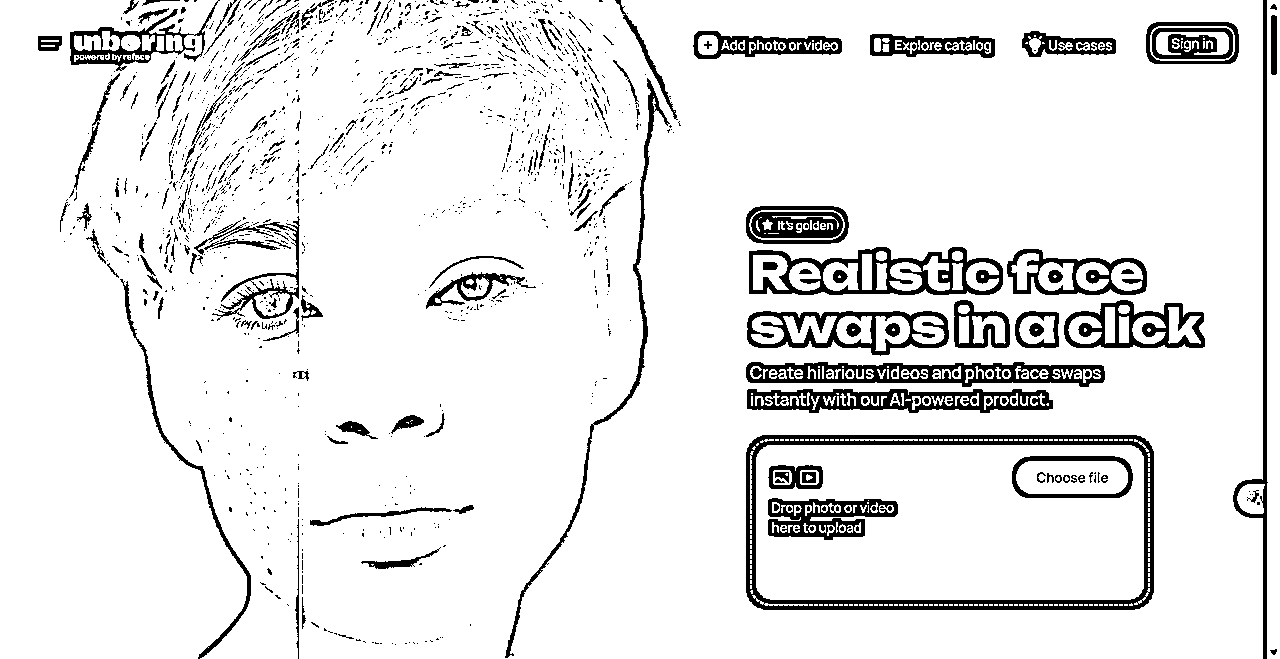 unboring
powered by reface
Add photo or video
Explore catalog
Use cases
Sign in
It's golden
Realistic face
swaps in a click
Create hilarious videos and photo face swaps
instantly with our AI-powered product.
Choose file
Drop photo or video
here to upload